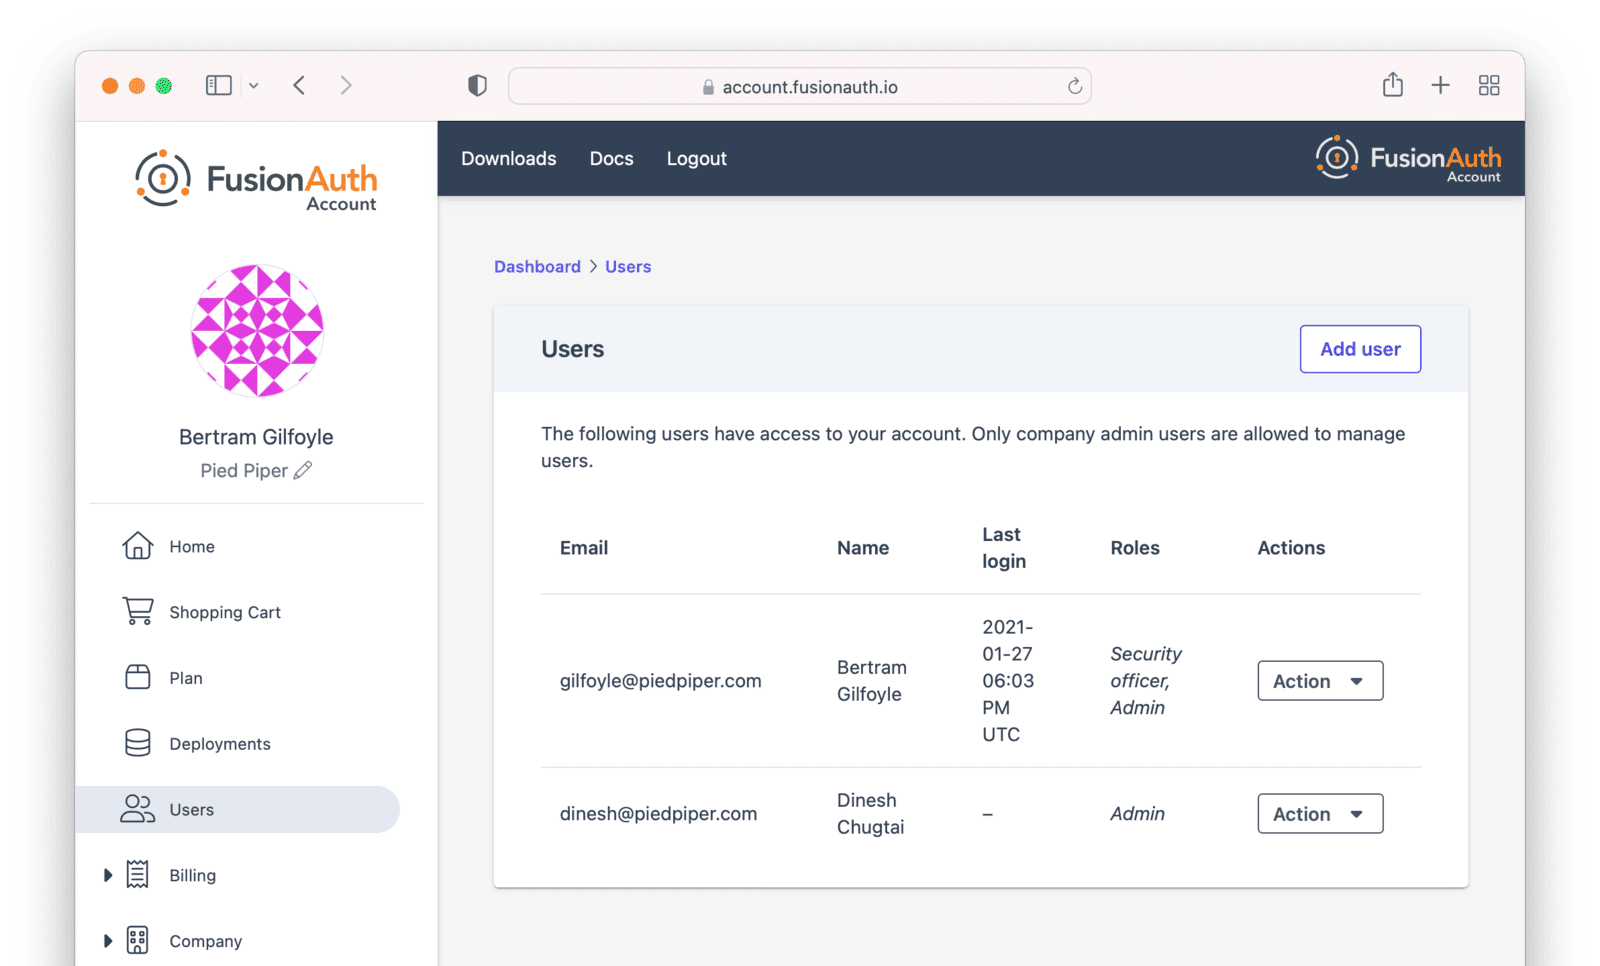 account.fusionauth.io
FusionAuth
Account
Downloads
Docs
Logout
FusionAuth
Account
Bertram Gilfoyle
Pied Piper
Home
Shopping Cart
Plan
Deployments
Users
Billing
Company
Dashboard > Users
Users
Add user
The following users have access to your account. Only company admin users are allowed to manage
users.
Email
Name
Last
login
Roles
Actions
gilfoyle@piedpiper.com
Bertram
Gilfoyle
2021-
01-27
06:03
PM
UTC
Security
officer,
Admin
Action
dinesh@piedpiper.com
Dinesh
Chugtai
–
Admin
Action